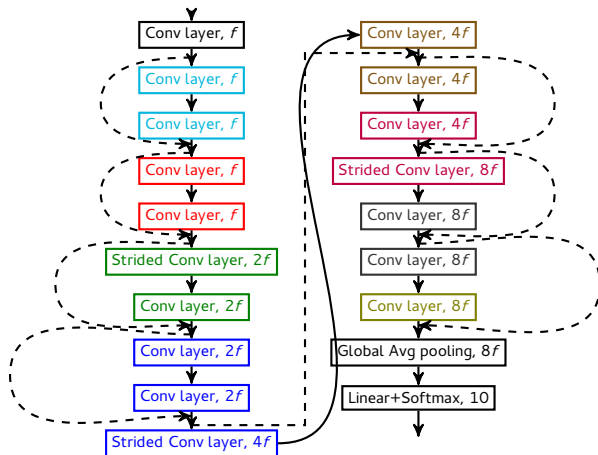 Conv layer, f
Conv layer, f
Conv layer, f
Conv layer, f
Conv layer, f
Strided Conv layer, 2f
Conv layer, 2f
Conv layer, 2f
Conv layer, 2f
Strided Conv layer, 4f
Conv layer, 4f
Conv layer, 4f
Conv layer, 4f
Strided Conv layer, 8f
Conv layer, 8f
Conv layer, 8f
Conv layer, 8f
Global Avg pooling, 8f
Linear+Softmax, 10